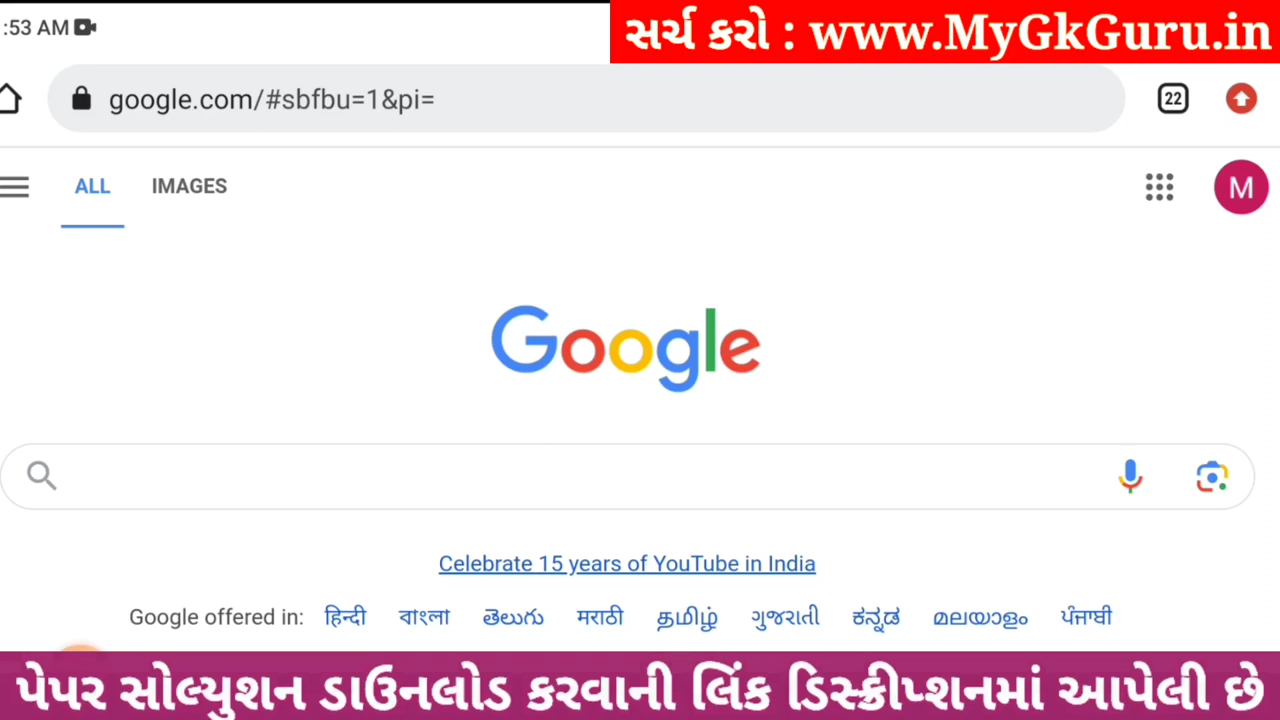 :53 AM
સર્ચ કરો : www.MyGkGuru.in
google.com/#sbfbu=1&pi=
22
ALL IMAGES
M
Google
Celebrate 15 years of YouTube in India
Google offered in: हिन्दी বাংলা తెలుగు मराठी தமிழ் ગુજરાતી ಕನ್ನಡ മലയാളം ਪੰਜਾਬੀ
પેપર સોલ્યુશન ડાઉનલોડ કરવાની લિંક ડિસ્ક્રીપ્શનમાં આપેલી છે